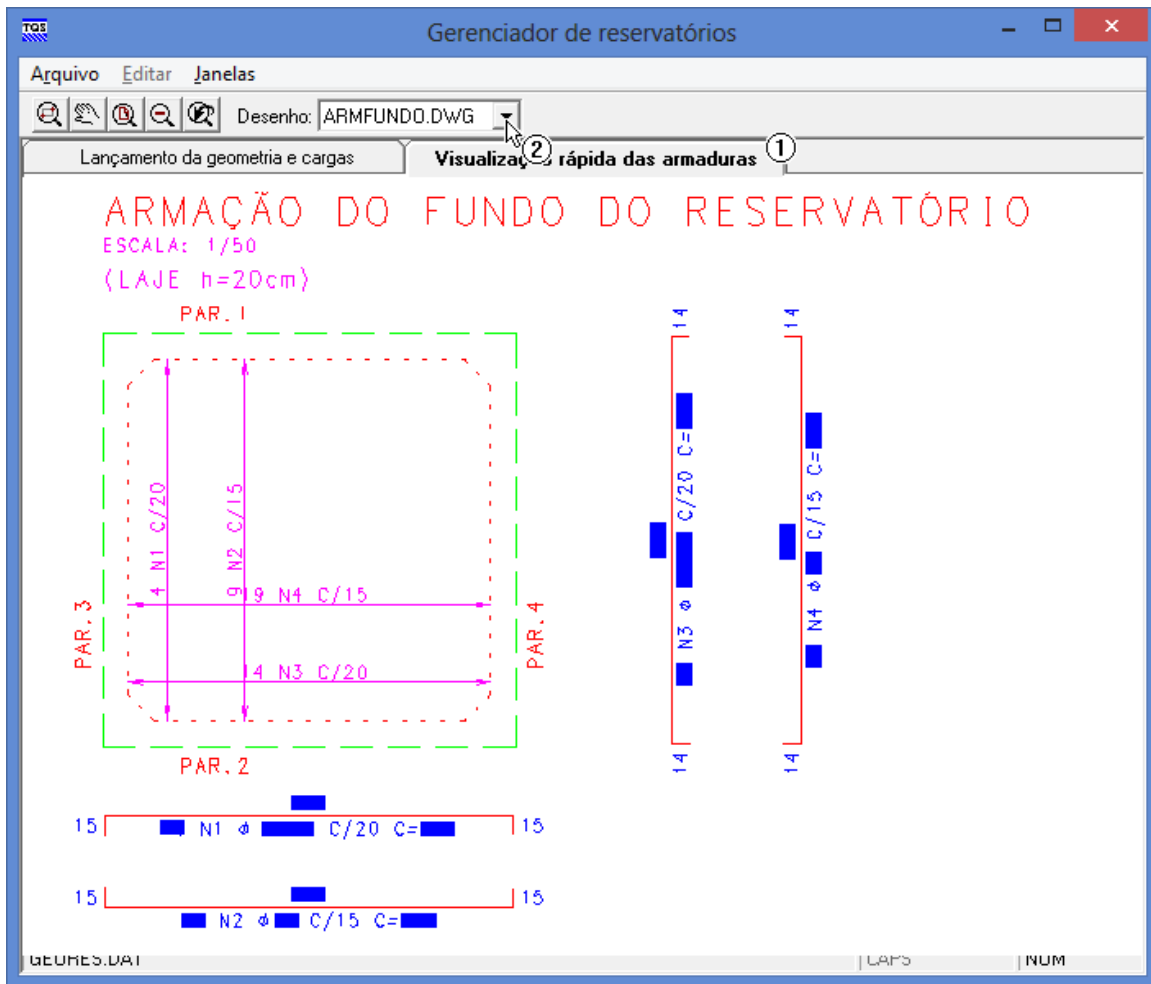 TQS
Gerenciador de reservatórios
Arquivo Editar Janelas
Desenho: ARMFUNDO.DWG
Lançamento da geometria e cargas
rápida das armaduras
1
2
ARMAÇÃO DO FUNDO DO RESERVATÓRIO
ESCALA: 1/50
(LAJE h=20cm)
PAR.1
4 N1 C/20
9 N2 C/15
N4 C/15
N3 C/20
PAR.3
PAR.4
PAR.2
14
N3 φ C/20 C=
14
14
N4 φ C/15 C=
14
15 N1 φ C/20 C= 15
15 N2 φ C/15 C= 15
GEORES.DAT CAPS NUM